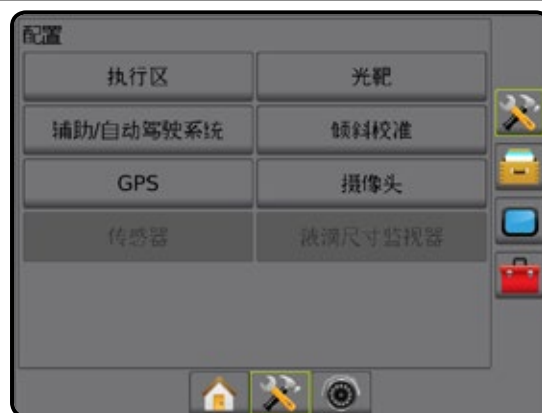 配置
执行区
光靶
辅助/自动驾驶系统
倾斜校准
GPS
摄像头
传感器
液滴尺寸监视器